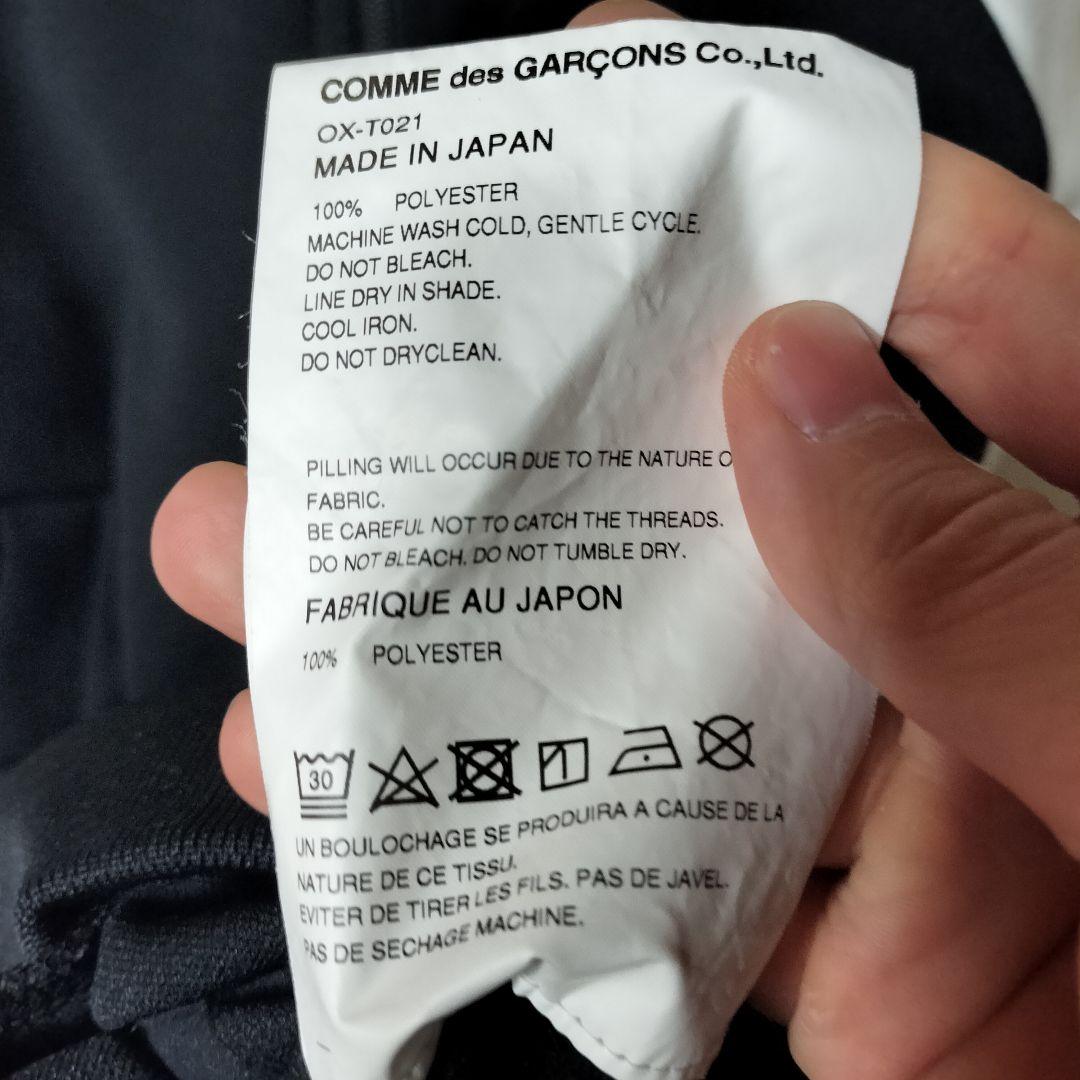 COMME des GARÇONS Co.,Ltd.
OX-T021
MADE IN JAPAN
100% POLYESTER
MACHINE WASH COLD, GENTLE CYCLE.
DO NOT BLEACH.
LINE DRY IN SHADE.
COOL IRON.
DO NOT DRYCLEAN.
PILLING WILL OCCUR DUE TO THE NATURE
FABRIC.
BE CAREFUL NOT TO CATCH THE THREADS.
DO NOT BLEACH. DO NOT TUMBLE DRY.
FABRIQUE AU JAPON
100% POLYESTER
30
UN BOULOCHAGE SE PRODUIRA A CAUSE DE LA
NATURE DE CE TISSU.
EVITER DE TIRER LES FILS. PAS DE JAVEL.
PAS DE SECHAGE MACHINE.